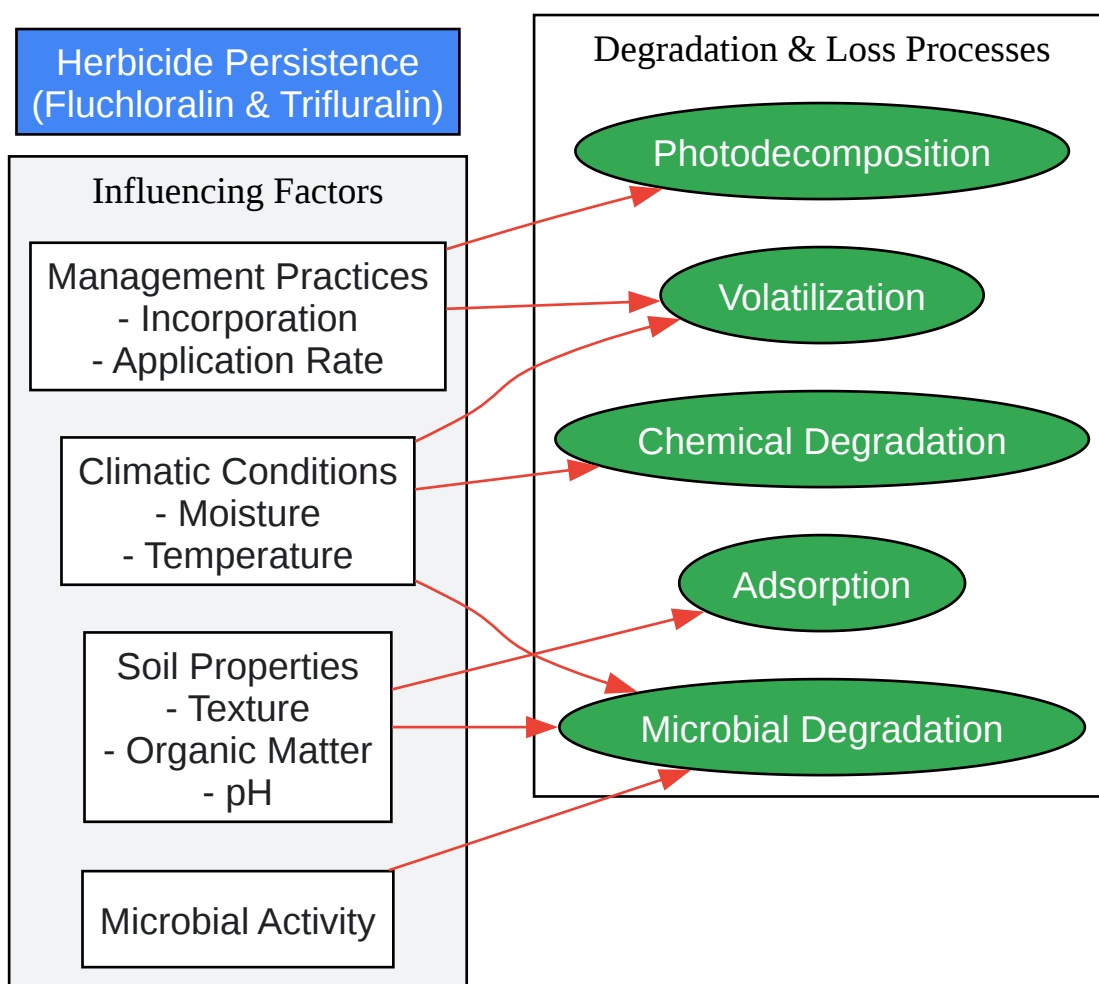 Herbicide Persistence
(Fluchloralin & Trifluralin)
Influencing Factors
Management Practices
- Incorporation
- Application Rate
Climatic Conditions
- Moisture
- Temperature
Soil Properties
- Texture
- Organic Matter
- pH
Microbial Activity
Degradation & Loss Processes
Photodecomposition
Volatilization
Chemical Degradation
Adsorption
Microbial Degradation